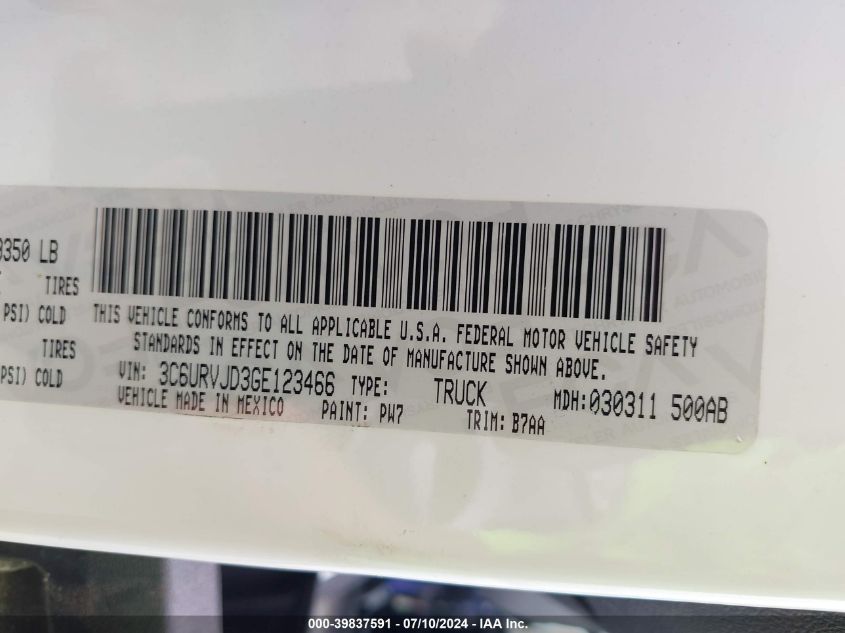 3350 LB
TIRES
PSI) COLD
TIRES
PSI) COLD
THIS VEHICLE CONFORMS TO ALL APPLICABLE U.S.A. FEDERAL MOTOR VEHICLE SAFETY
STANDARDS IN EFFECT ON THE DATE OF MANUFACTURE SHOWN ABOVE.
VIN: 3C6URVJD3GE123466 TYPE: TRUCK MDH:030311 500AB
VEHICLE MADE IN MEXICO PAINT: PW7 TRIM: B7AA
000-39837591 - 07/10/2024 - IAA Inc.